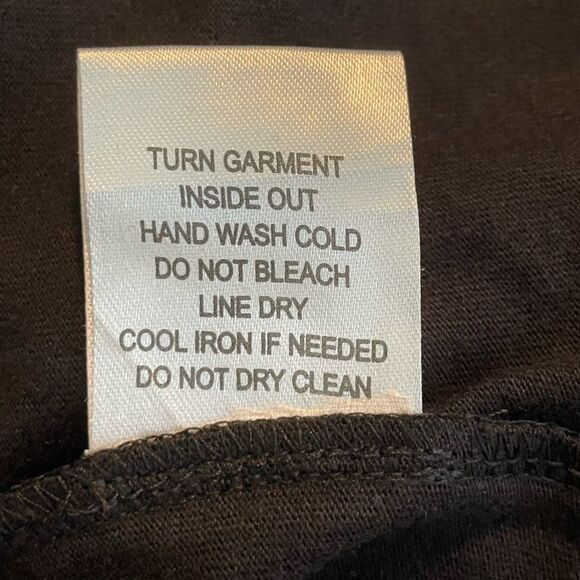 TURN GARMENT
INSIDE OUT
HAND WASH COLD
DO NOT BLEACH
LINE DRY
COOL IRON IF NEEDED
DO NOT DRY CLEAN